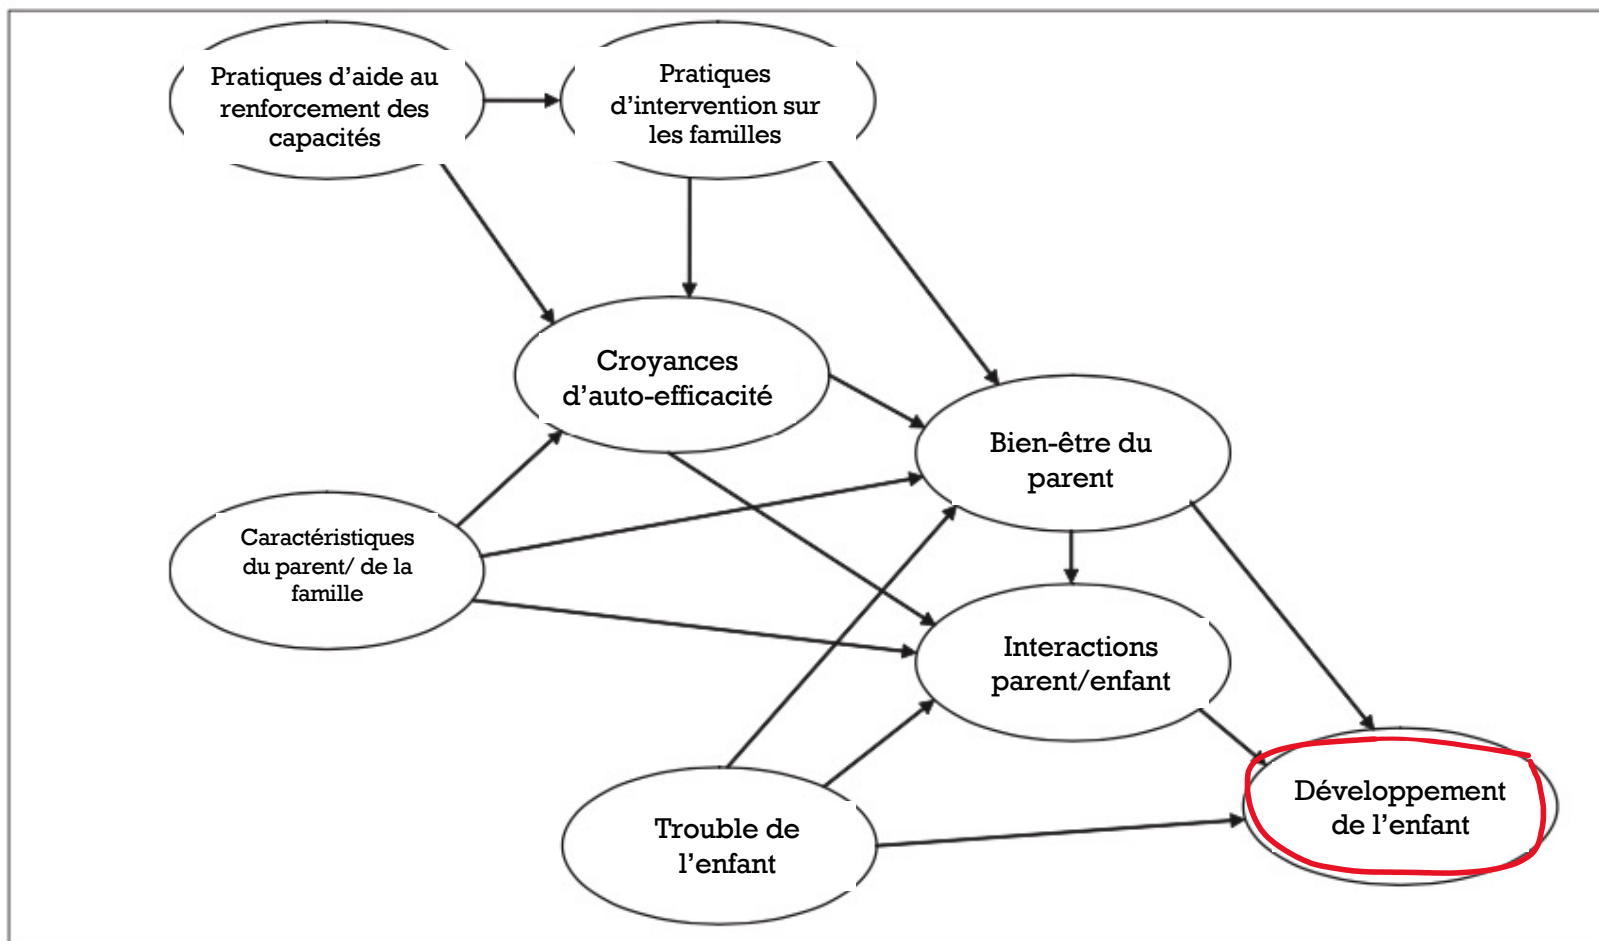 Pratiques d’aide au
renforcement des
capacités
Pratiques
d’intervention sur
les familles
Croyances
d’auto-efficacité
Bien-être du
parent
Caractéristiques
du parent/ de la
famille
Interactions
parent/enfant
Développement
de l’enfant
Trouble de
l’enfant